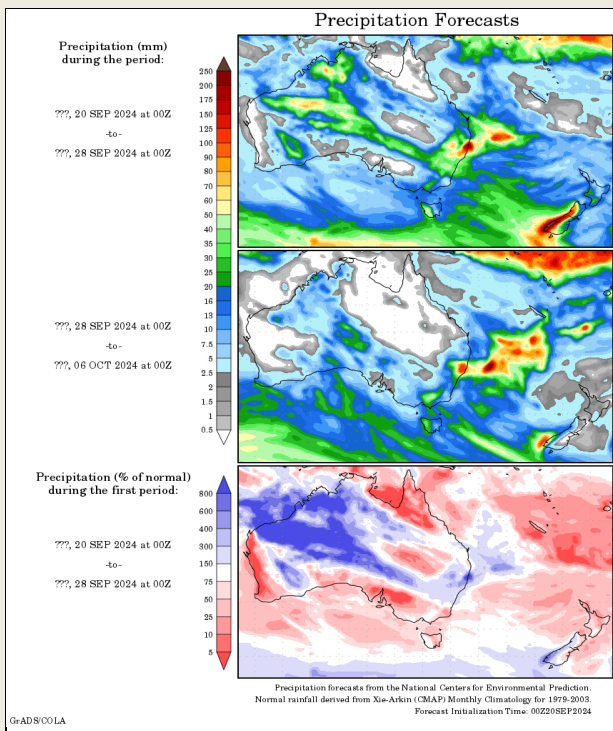 Precipitation Forecasts
Precipitation (mm)
during the period:
???, 20 SEP 2024 at 00Z
-to-
???, 28 SEP 2024 at 00Z
250
200
175
150
125
100
90
80
70
60
50
40
35
30
25
20
16
13
10
7.5
5
2.5
2
1.5
1
0.5
???, 28 SEP 2024 at 00Z
-to-
???, 06 OCT 2024 at 00Z
Precipitation (% of normal)
during the first period:
???, 20 SEP 2024 at 00Z
-to-
???, 28 SEP 2024 at 00Z
800
600
400
300
150
75
50
25
10
5
Precipitation forecasts from the National Centers for Environmental Prediction.
Normal rainfall derived from Xie-Arkin (CMAP) Monthly Climatology for 1979-2003.
Forecast Initialization Time: 00Z20SEP2024
GrADS/COLA